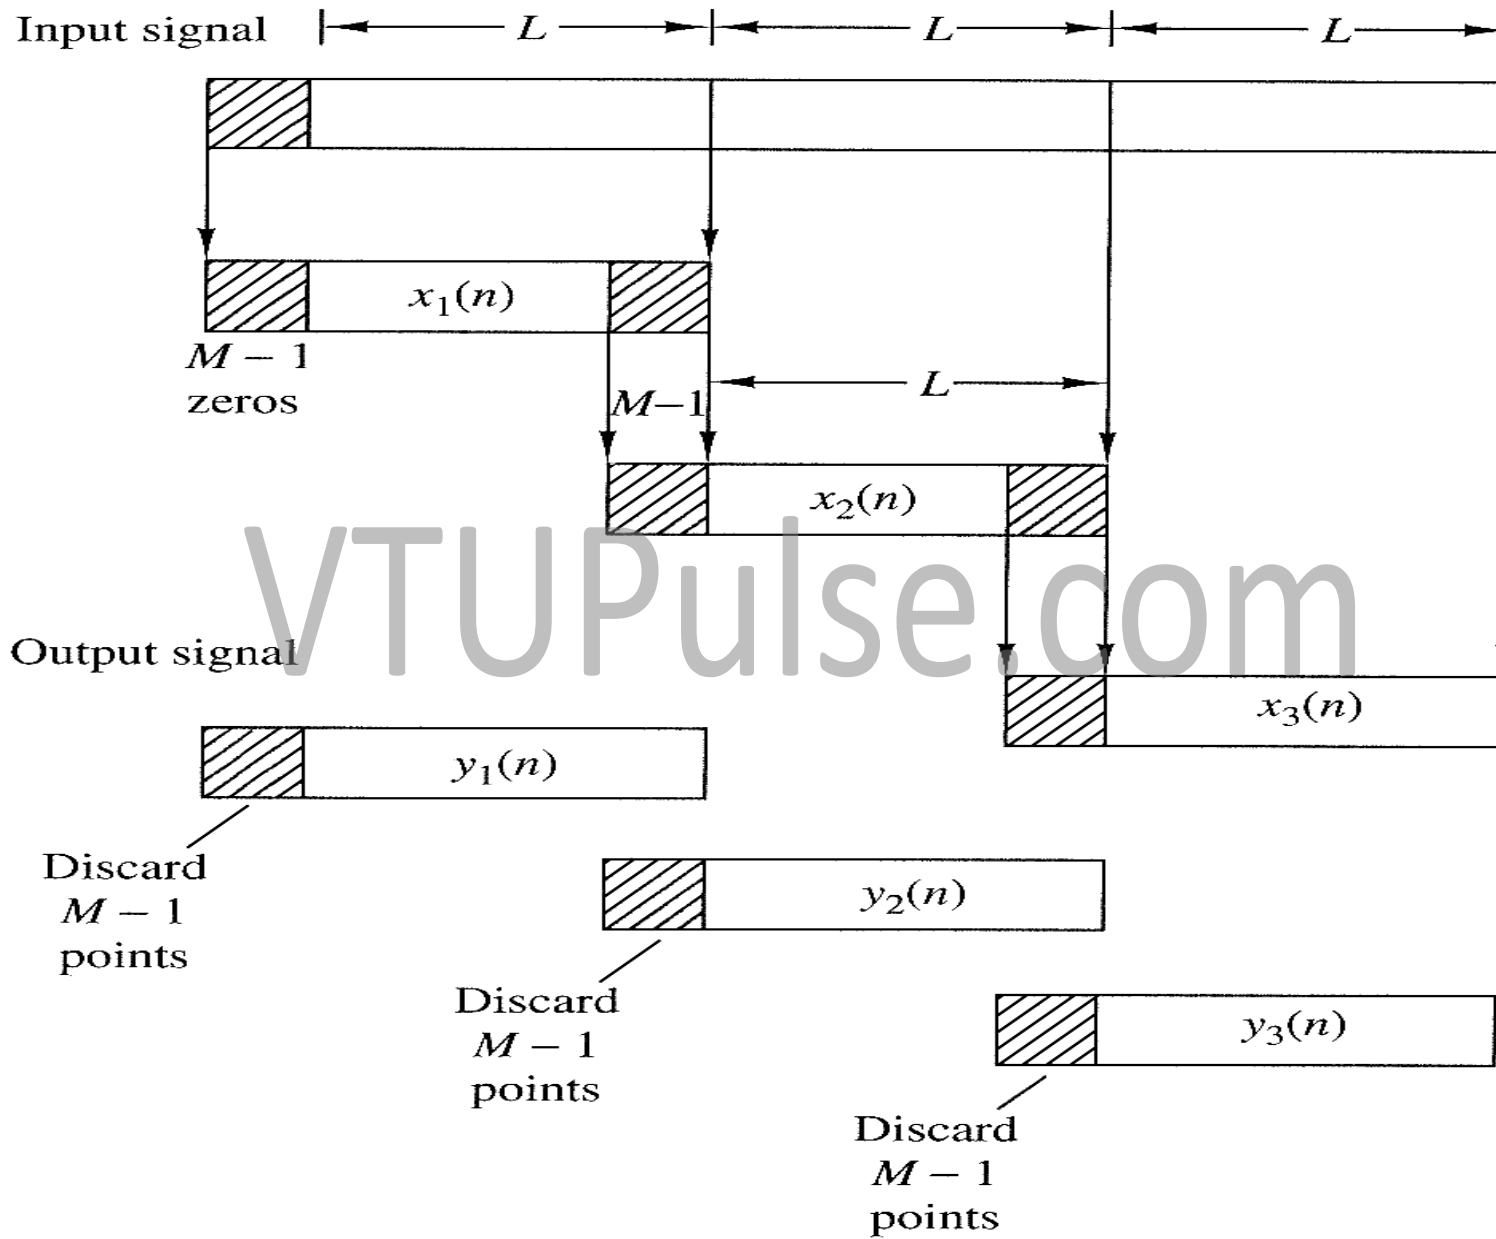 Input signal
L
L
L
x₁(n)
M − 1
zeros
M−1
L
x₂(n)
VTUPulse.com
Output signal
x₃(n)
y₁(n)
Discard
M − 1
points
y₂(n)
Discard
M − 1
points
y₃(n)
Discard
M − 1
points